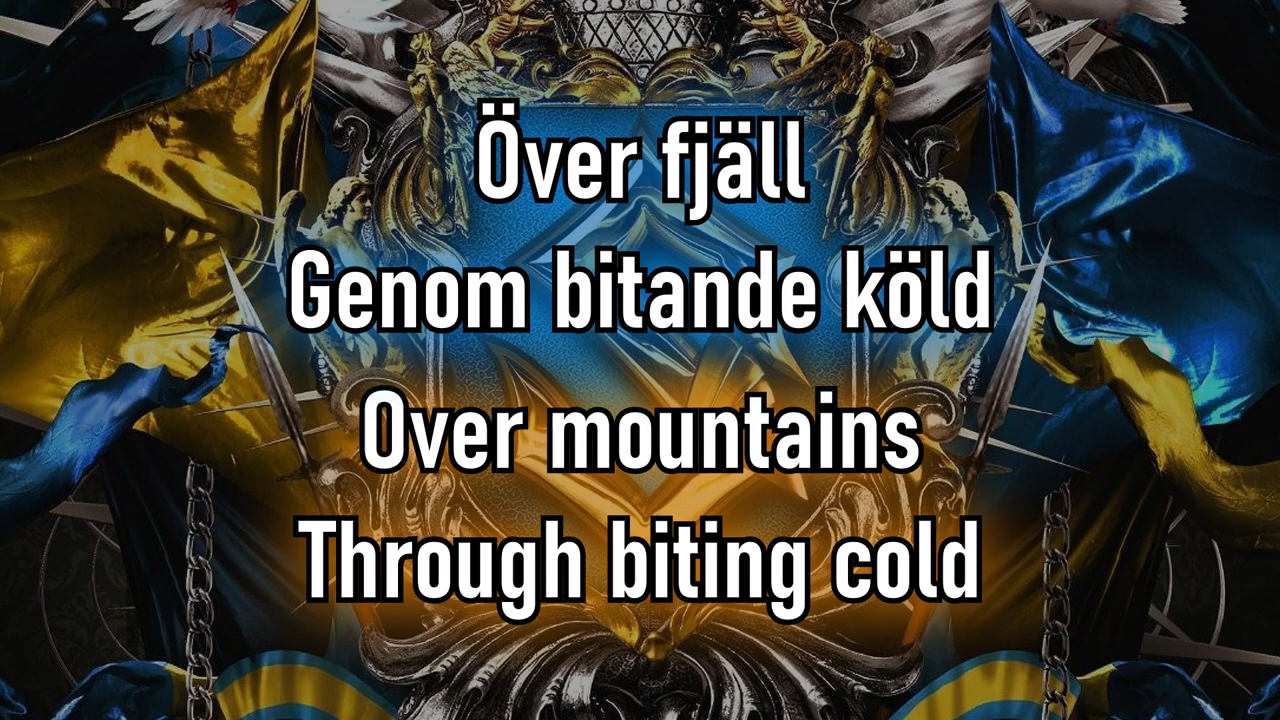 Över fjäll
Genom bitande köld
Over mountains
Through biting cold